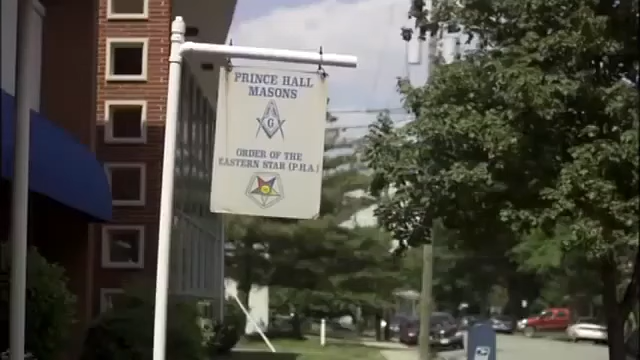 PRINCE HALL
MASONS
G
ORDER OF THE
EASTERN STAR (P.H.A.)